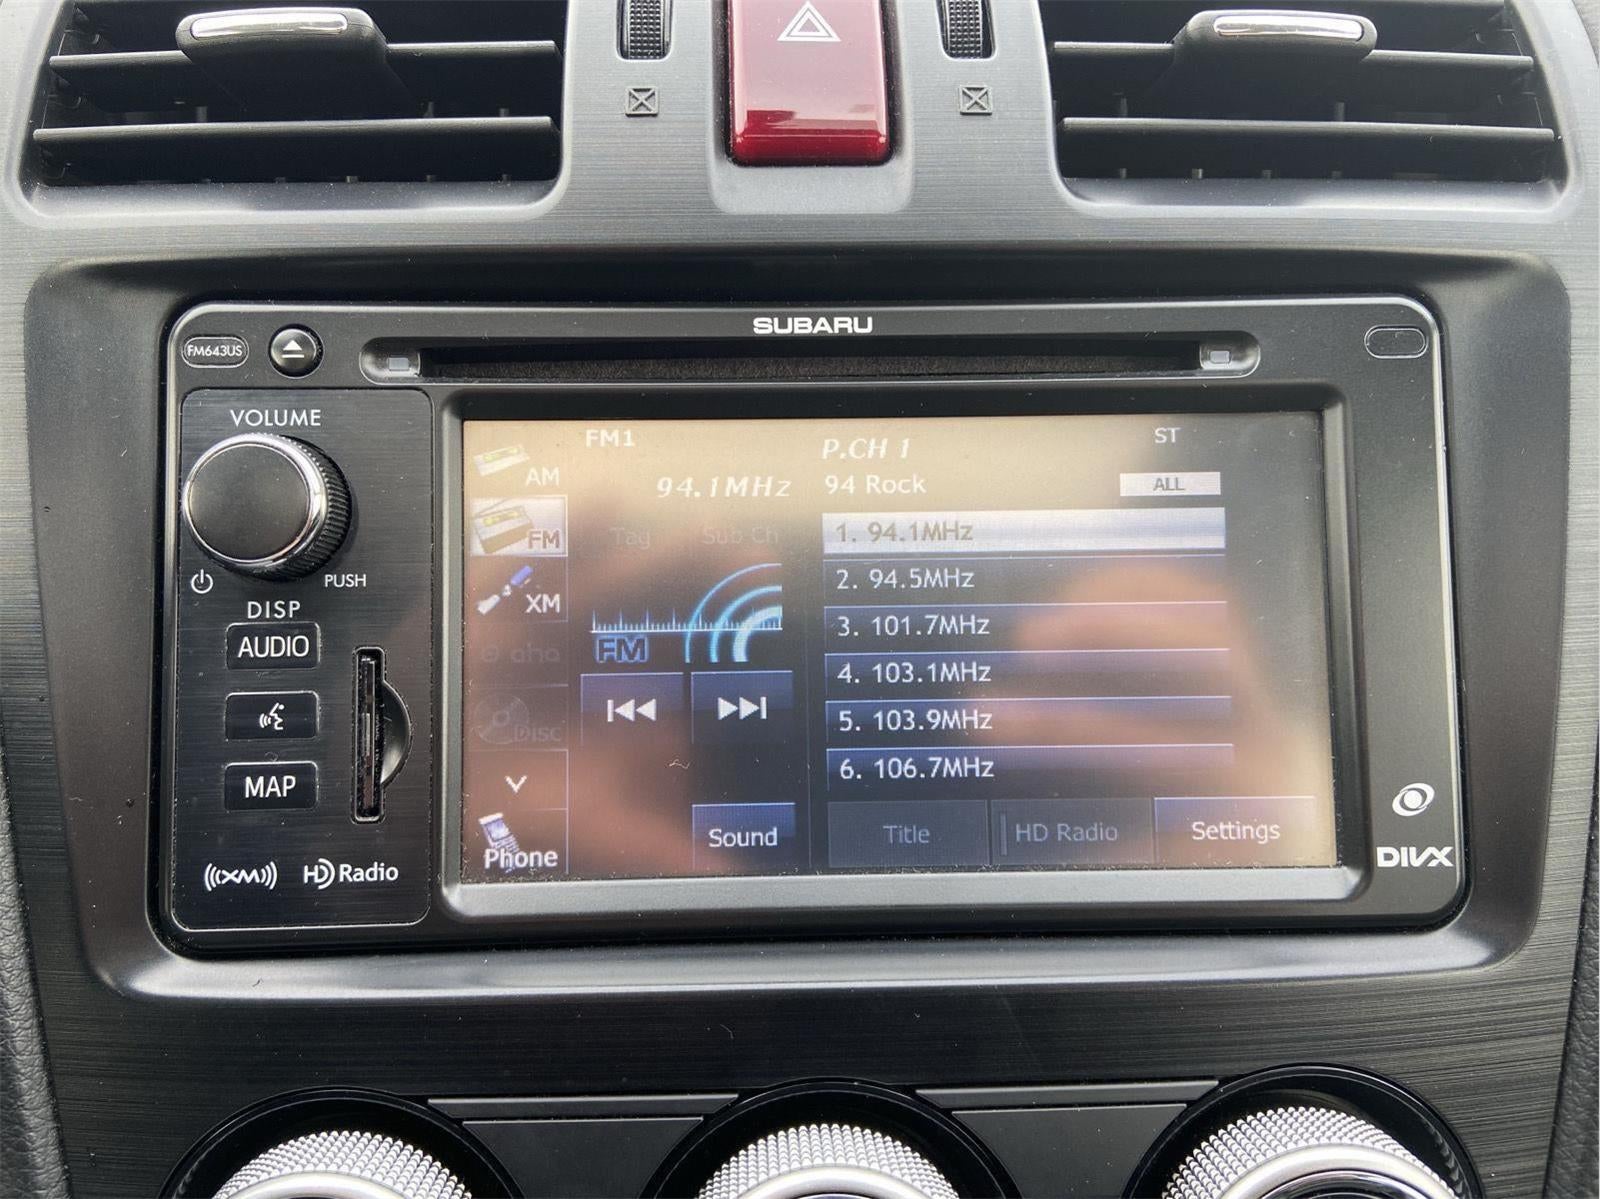 SUBARU
FM643US
VOLUME
PUSH
DISP
AUDIO
MAP
((XM)) HD Radio
AM
FM
XM
aha
Disc
Phone
FM1
94.1MHz
Tag Sub Ch
FM
Sound
P.CH 1 ST
94 Rock ALL
1. 94.1MHz
2. 94.5MHz
3. 101.7MHz
4. 103.1MHz
5. 103.9MHz
6. 106.7MHz
Title HD Radio Settings
DIVX